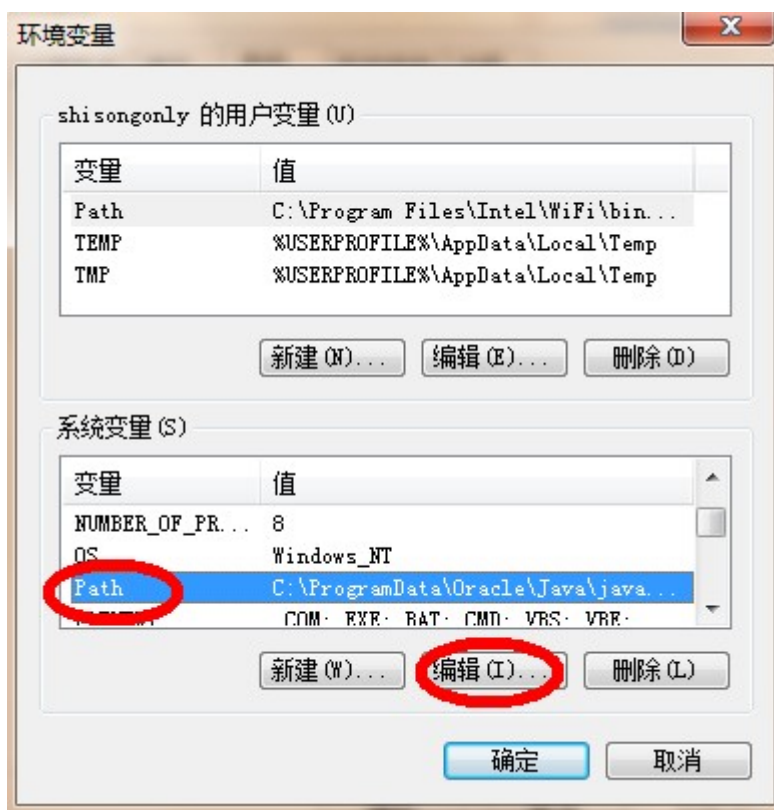 环境变量
shisongonly 的用户变量(U)
变量 值
Path C:\Program Files\Intel\WiFi\bin...
TEMP %USERPROFILE%\AppData\Local\Temp
TMP %USERPROFILE%\AppData\Local\Temp
新建(N)... 编辑(E)... 删除(D)
系统变量(S)
变量 值
NUMBER_OF_PR... 8
OS Windows_NT
Path C:\ProgramData\Oracle\Java\java...
.COM;.EXE;.BAT;.CMD;.VBS;.VBE;
新建(W)... 编辑(I)... 删除(L)
确定 取消